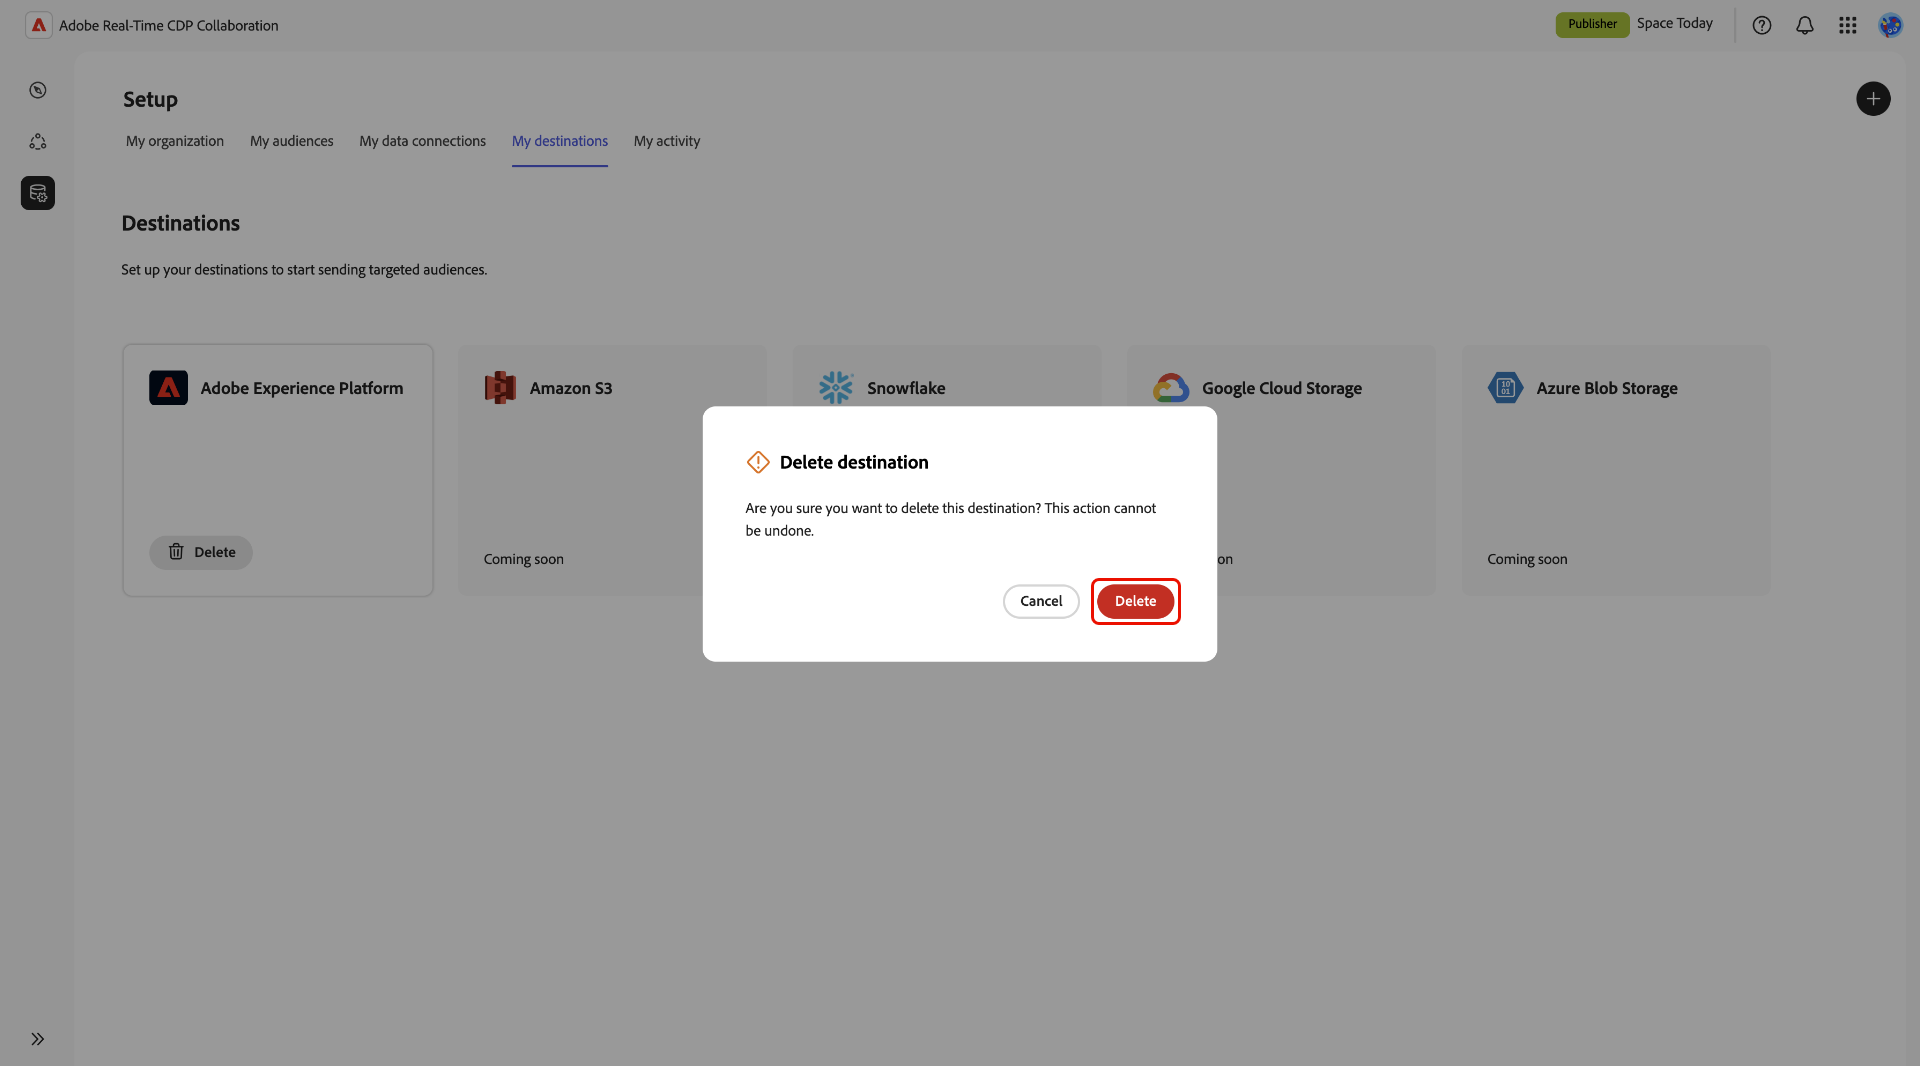 Adobe Real-Time CDP Collaboration
Publisher
Space Today
Setup
My organization
My audiences
My data connections
My destinations
My activity
Destinations
Set up your destinations to start sending targeted audiences.
Adobe Experience Platform
Amazon S3
Snowflake
Google Cloud Storage
10
01
Azure Blob Storage
Delete destination
Are you sure you want to delete this destination? This action cannot
be undone.
Delete
Coming soon
on
Coming soon
Cancel
Delete